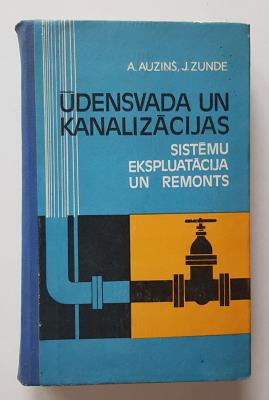 A. AUZIŅŠ, J. ZUNDE
ŪDENSVADA UN
KANALIZĀCIJAS
SISTĒMU
EKSPLUATĀCIJA
UN REMONTS